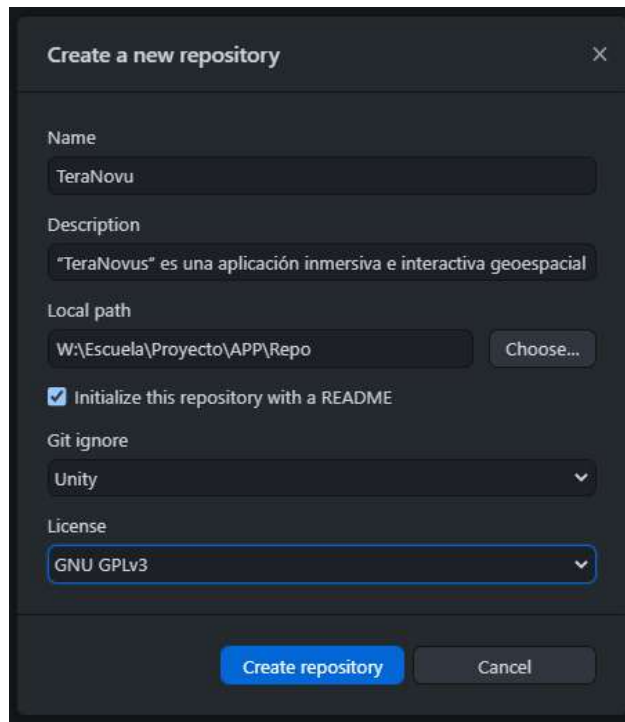 Create a new repository
Name
TeraNovu
Description
"TeraNovus" es una aplicación inmersiva e interactiva geoespacial
Local path
W:\Escuela\Proyecto\APP\Repo
Choose...
Initialize this repository with a README
Git ignore
Unity
License
GNU GPLv3
Create repository
Cancel